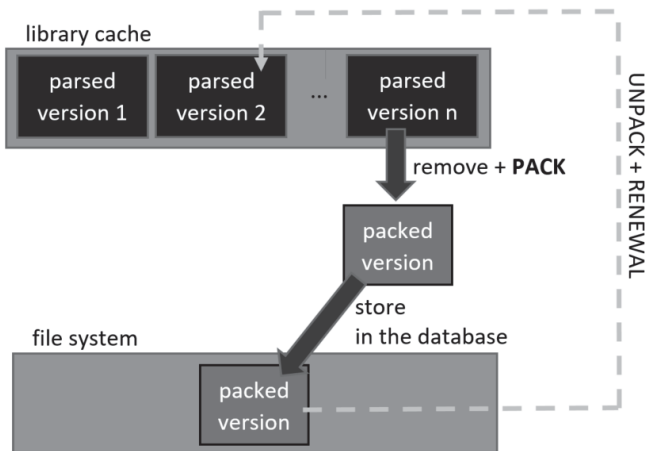 library cache
parsed
version 1
parsed
version 2
...
parsed
version n
remove + PACK
packed
version
store
in the database
file system
packed
version
UNPACK + RENEWAL